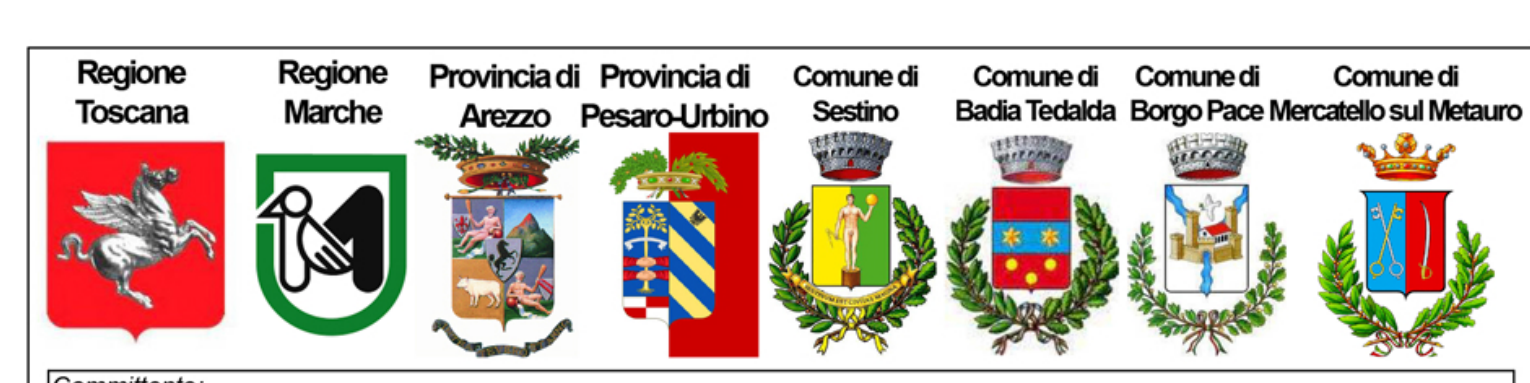 Regione
Toscana
Regione
Marche
Provincia di
Arezzo
Provincia di
Pesaro-Urbino
Comune di
Sestino
Comune di
Badia Tedalda
Comune di
Borgo Pace
Comune di
Mercatello sul Metauro
Committente: